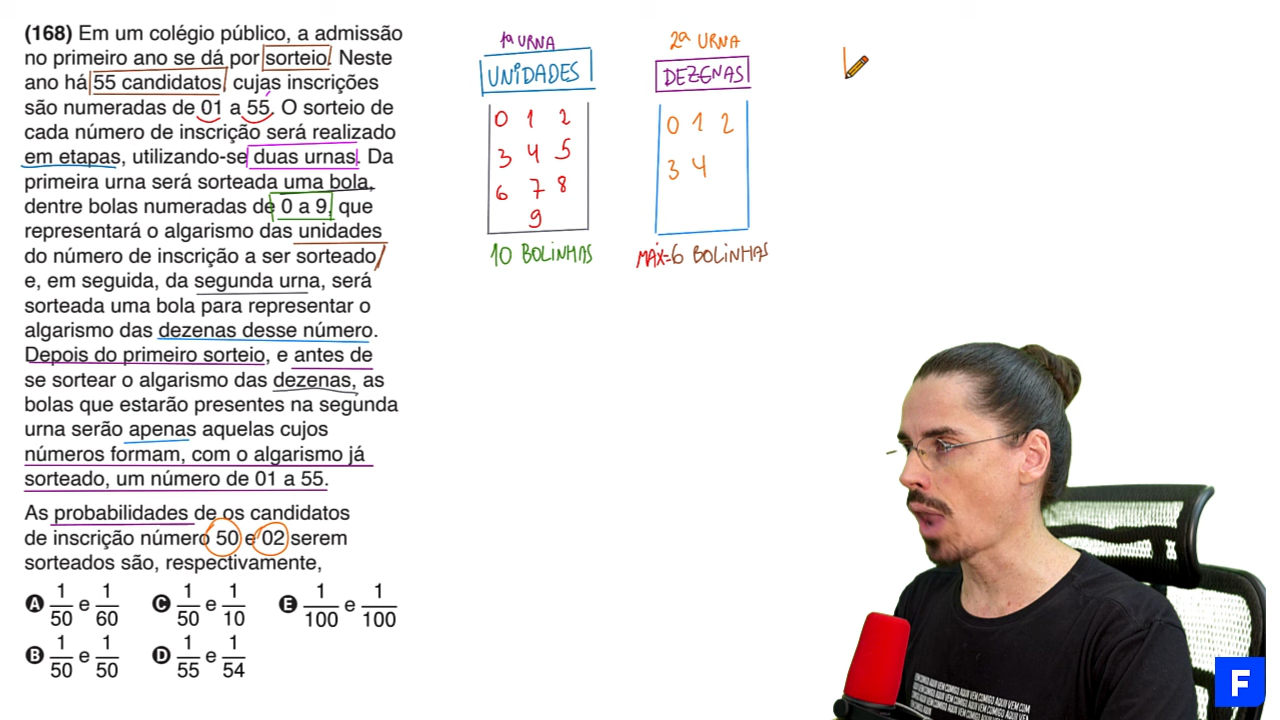 (168) Em um colégio público, a admissão
no primeiro ano se dá por sorteio. Neste
ano há 55 candidatos, cujas inscrições
são numeradas de 01 a 55. O sorteio de
cada número de inscrição será realizado
em etapas, utilizando-se duas urnas. Da
primeira urna será sorteada uma bola,
dentre bolas numeradas de 0 a 9, que
representará o algarismo das unidades
do número de inscrição a ser sorteado
e, em seguida, da segunda urna, será
sorteada uma bola para representar o
algarismo das dezenas desse número.
Depois do primeiro sorteio, e antes de
se sortear o algarismo das dezenas, as
bolas que estarão presentes na segunda
urna serão apenas aquelas cujos
números formam, com o algarismo já
sorteado, um número de 01 a 55.
As probabilidades de os candidatos
de inscrição número 50 e 02 serem
sorteados são, respectivamente,
A 1/50 e 1/60 C 1/50 e 1/10 E 1/100 e 1/100
B 1/50 e 1/50 D 1/55 e 1/54
1ª URNA
UNIDADES
0 1 2
3 4 5
6 7 8
9
10 BOLINHAS
2ª URNA
DEZENAS
0 1 2
3 4
MÁX=6 BOLINHAS
F